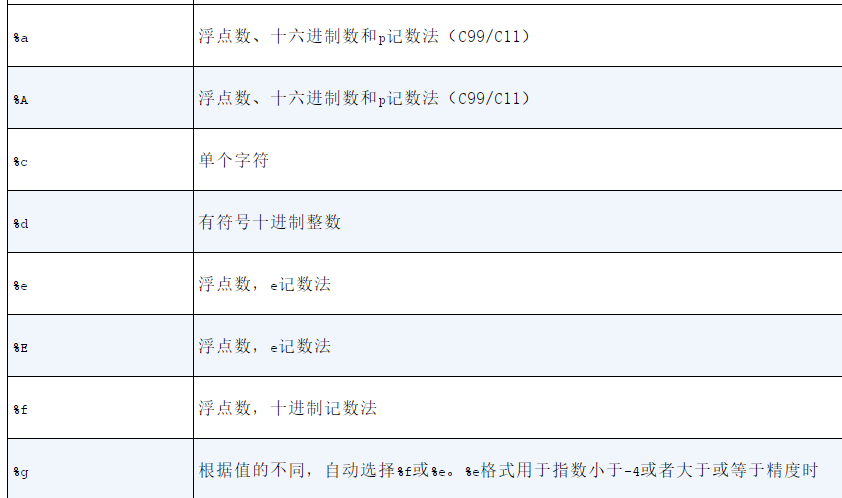 %a 浮点数、十六进制数和p记数法（C99/C11）
%A 浮点数、十六进制数和p记数法（C99/C11）
%c 单个字符
%d 有符号十进制整数
%e 浮点数，e记数法
%E 浮点数，e记数法
%f 浮点数，十进制记数法
%g 根据值的不同，自动选择%f或%e。%e格式用于指数小于-4或者大于或等于精度时